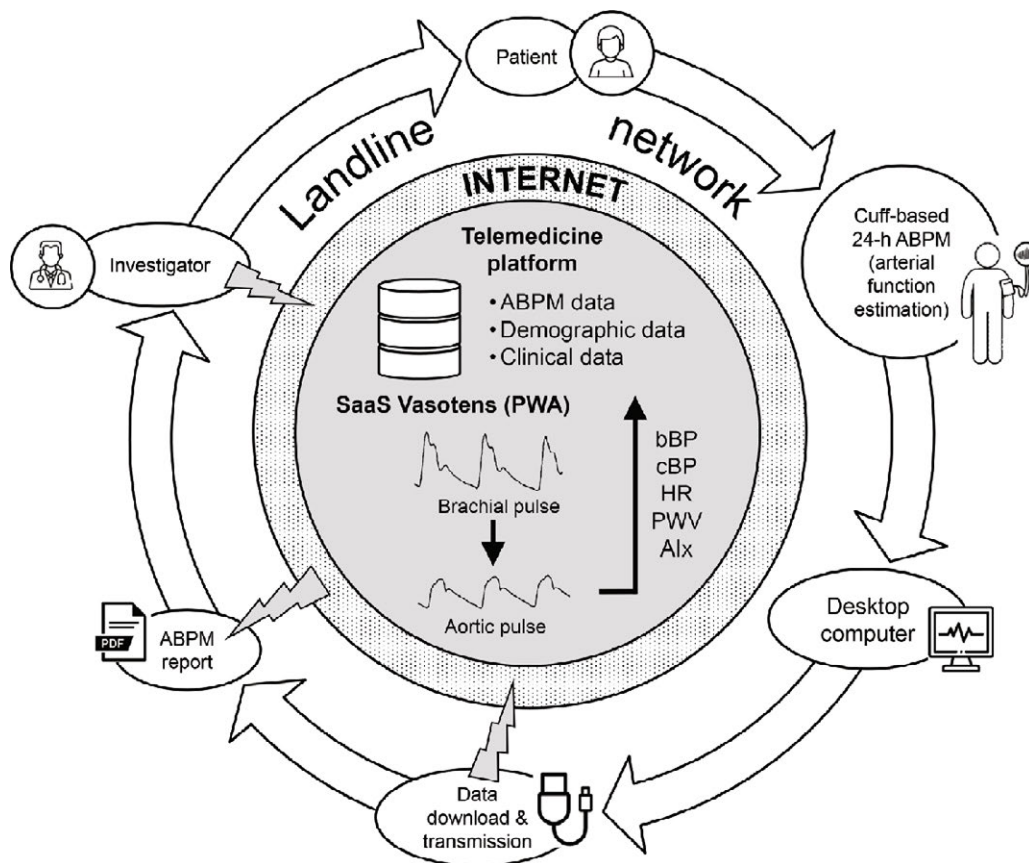 Patient
Landline
network
INTERNET
Telemedicine
platform
• ABPM data
• Demographic data
• Clinical data
SaaS Vasotens (PWA)
Brachial pulse
Aortic pulse
bBP
cBP
HR
PWV
AIx
Cuff-based
24-h ABPM
(arterial
function
estimation)
Desktop
computer
Data
download &
transmission
PDF
ABPM
report
Investigator